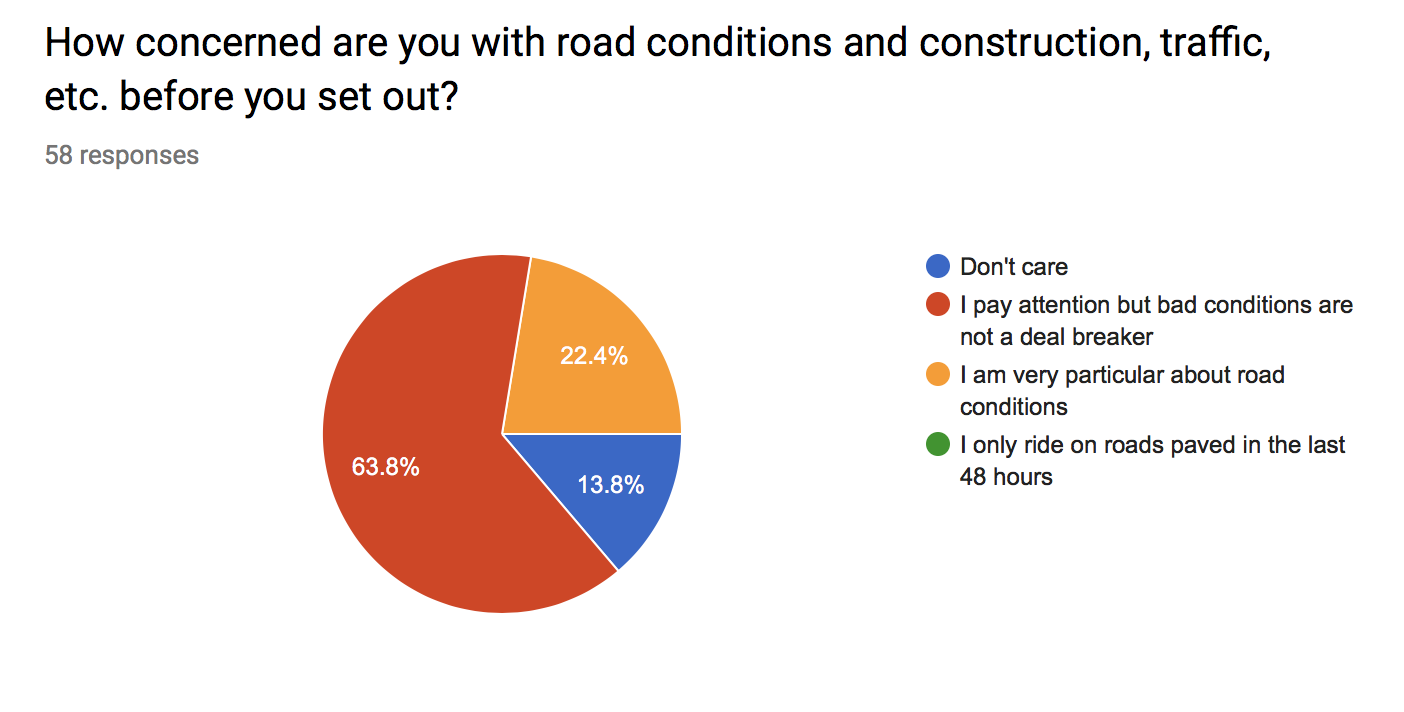 How concerned are you with road conditions and construction, traffic,
etc. before you set out?
58 responses
22.4%
63.8%
13.8%
Don't care
I pay attention but bad conditions are
not a deal breaker
I am very particular about road
conditions
I only ride on roads paved in the last
48 hours